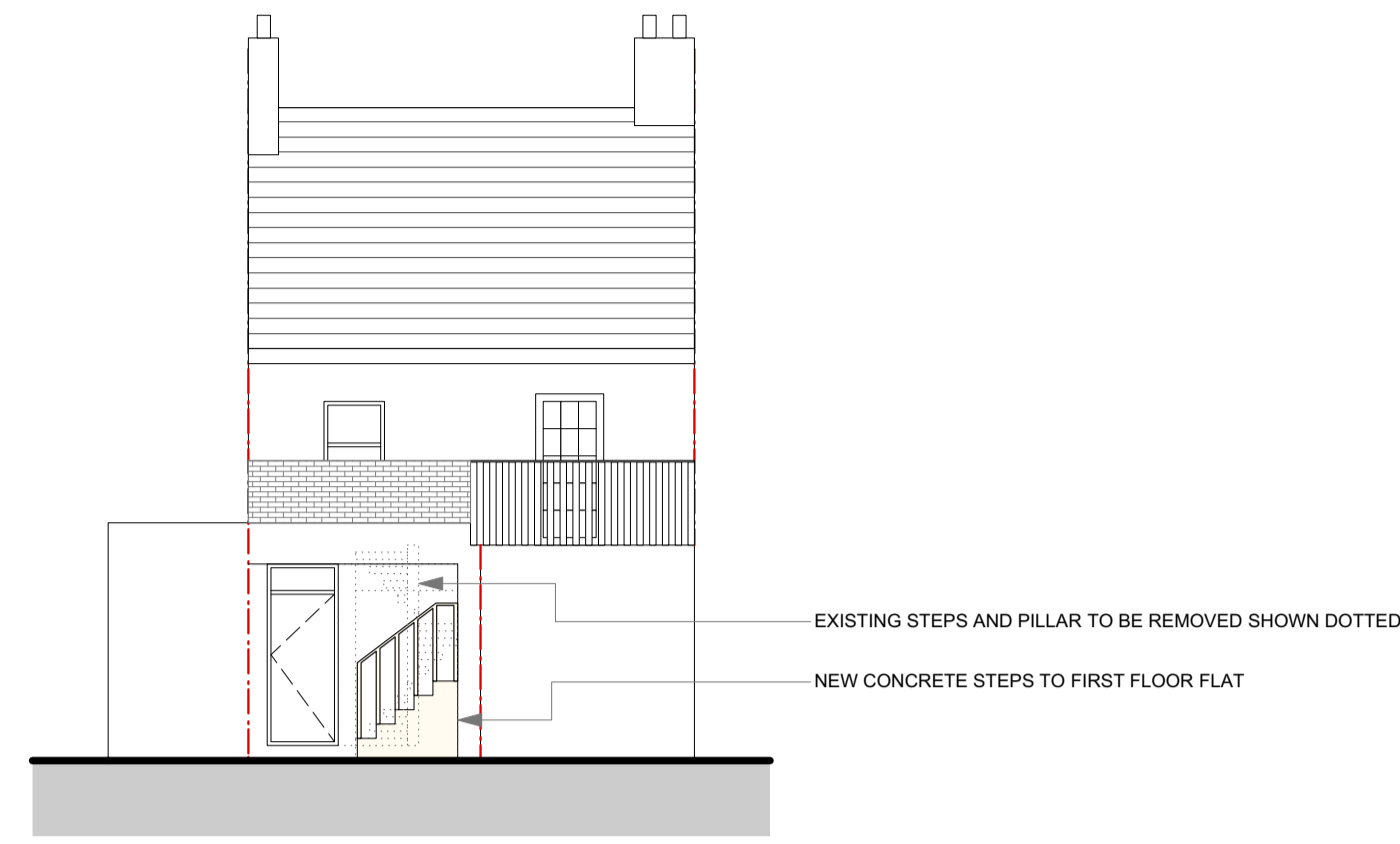 EXISTING STEPS AND PILLAR TO BE REMOVED SHOWN DOTTED
NEW CONCRETE STEPS TO FIRST FLOOR FLAT